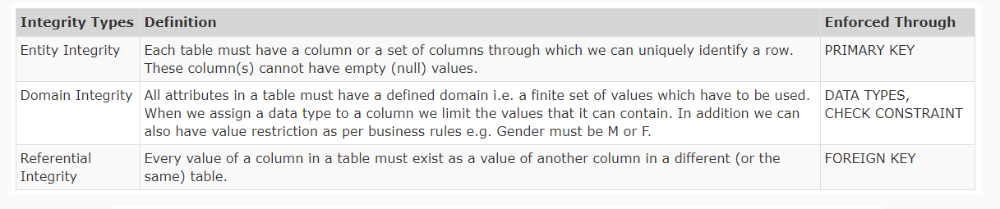 Integrity Types Definition Enforced Through
Entity Integrity Each table must have a column or a set of columns through which we can uniquely identify a row. PRIMARY KEY
These column(s) cannot have empty (null) values.
Domain Integrity All attributes in a table must have a defined domain i.e. a finite set of values which have to be used. DATA TYPES,
When we assign a data type to a column we limit the values that it can contain. In addition we can CHECK CONSTRAINT
also have value restriction as per business rules e.g. Gender must be M or F.
Referential Every value of a column in a table must exist as a value of another column in a different (or the FOREIGN KEY
Integrity same) table.